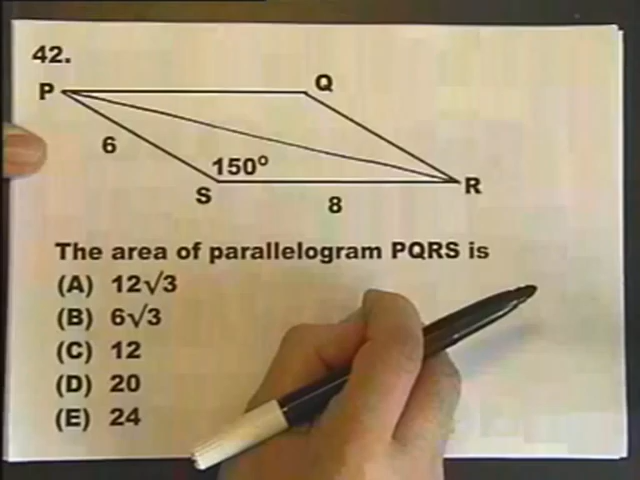 42.
P
Q
6
150°
S
R
8
The area of parallelogram PQRS is
(A) 12√3
(B) 6√3
(C) 12
(D) 20
(E) 24